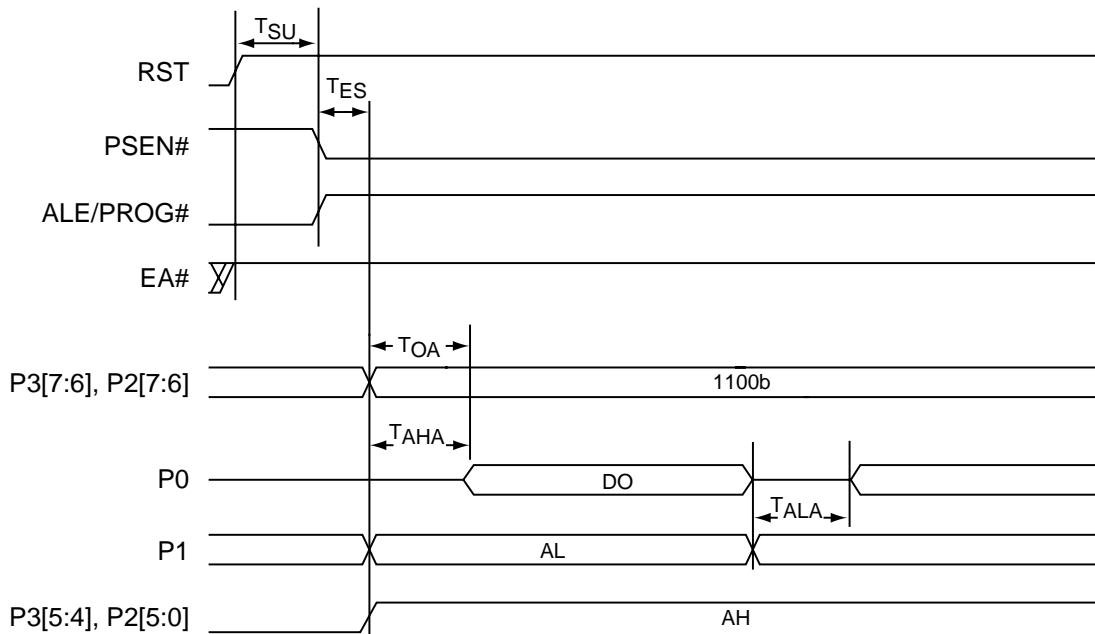 TSU
RST
TES
PSEN#
ALE/PROG#
EA#
TOA
P3[7:6], P2[7:6]
1100b
TAHA
P0
DO
TALA
P1
AL
P3[5:4], P2[5:0]
AH